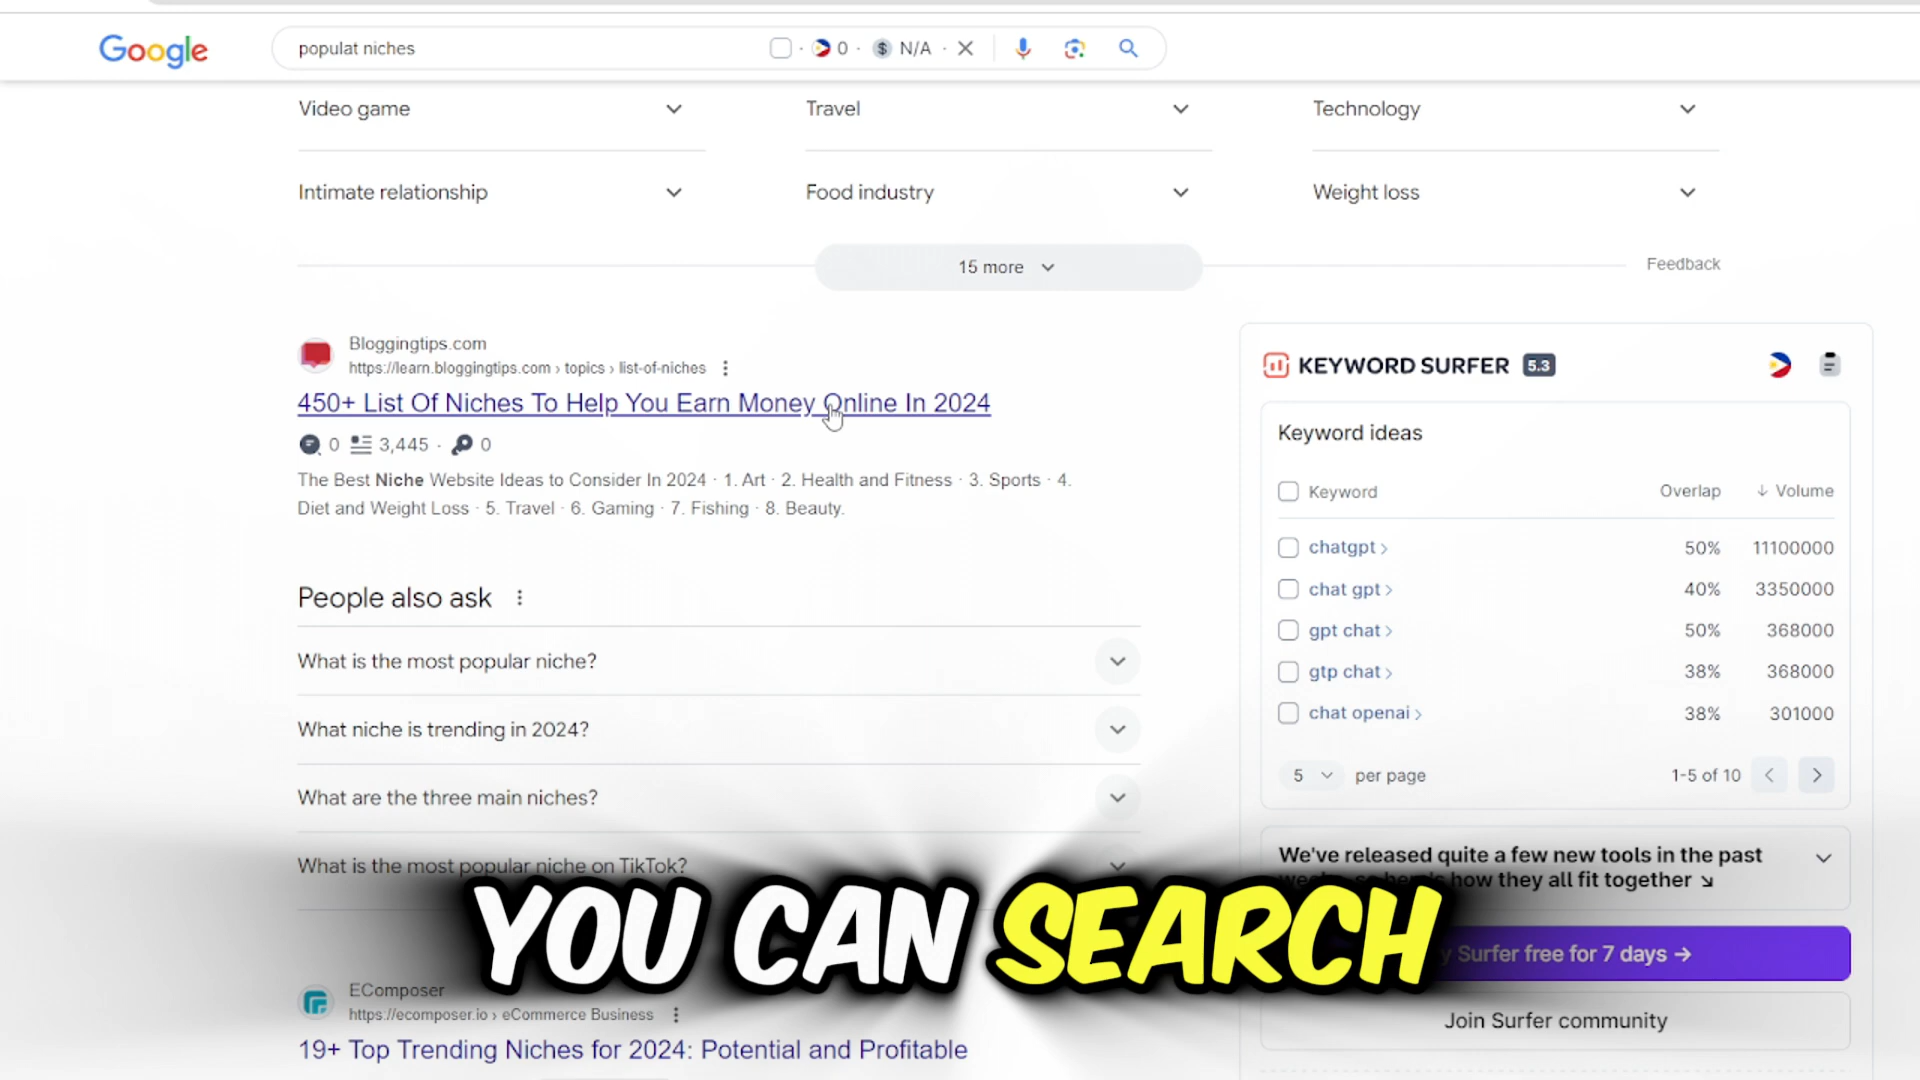 Google
populat niches
0
N/A
Video game
Travel
Technology
Intimate relationship
Food industry
Weight loss
15 more
Feedback
Bloggingtips.com
https://learn.bloggingtips.com › topics › list-of-niches
450+ List Of Niches To Help You Earn Money Online In 2024
0 3,445 · 0
The Best Niche Website Ideas to Consider In 2024 · 1. Art · 2. Health and Fitness · 3. Sports · 4.
Diet and Weight Loss · 5. Travel · 6. Gaming · 7. Fishing · 8. Beauty.
People also ask
What is the most popular niche?
What niche is trending in 2024?
What are the three main niches?
What is the most popular niche on TikTok?
EComposer
https://ecomposer.io › eCommerce Business
19+ Top Trending Niches for 2024: Potential and Profitable
KEYWORD SURFER 5.3
Keyword ideas
Keyword Overlap ↓ Volume
chatgpt › 50% 11100000
chat gpt › 40% 3350000
gpt chat › 50% 368000
gtp chat › 38% 368000
chat openai › 38% 301000
5 per page 1-5 of 10
We've released quite a few new tools in the past
how they all fit together ↘
Surfer free for 7 days →
Join Surfer community
YOU CAN SEARCH